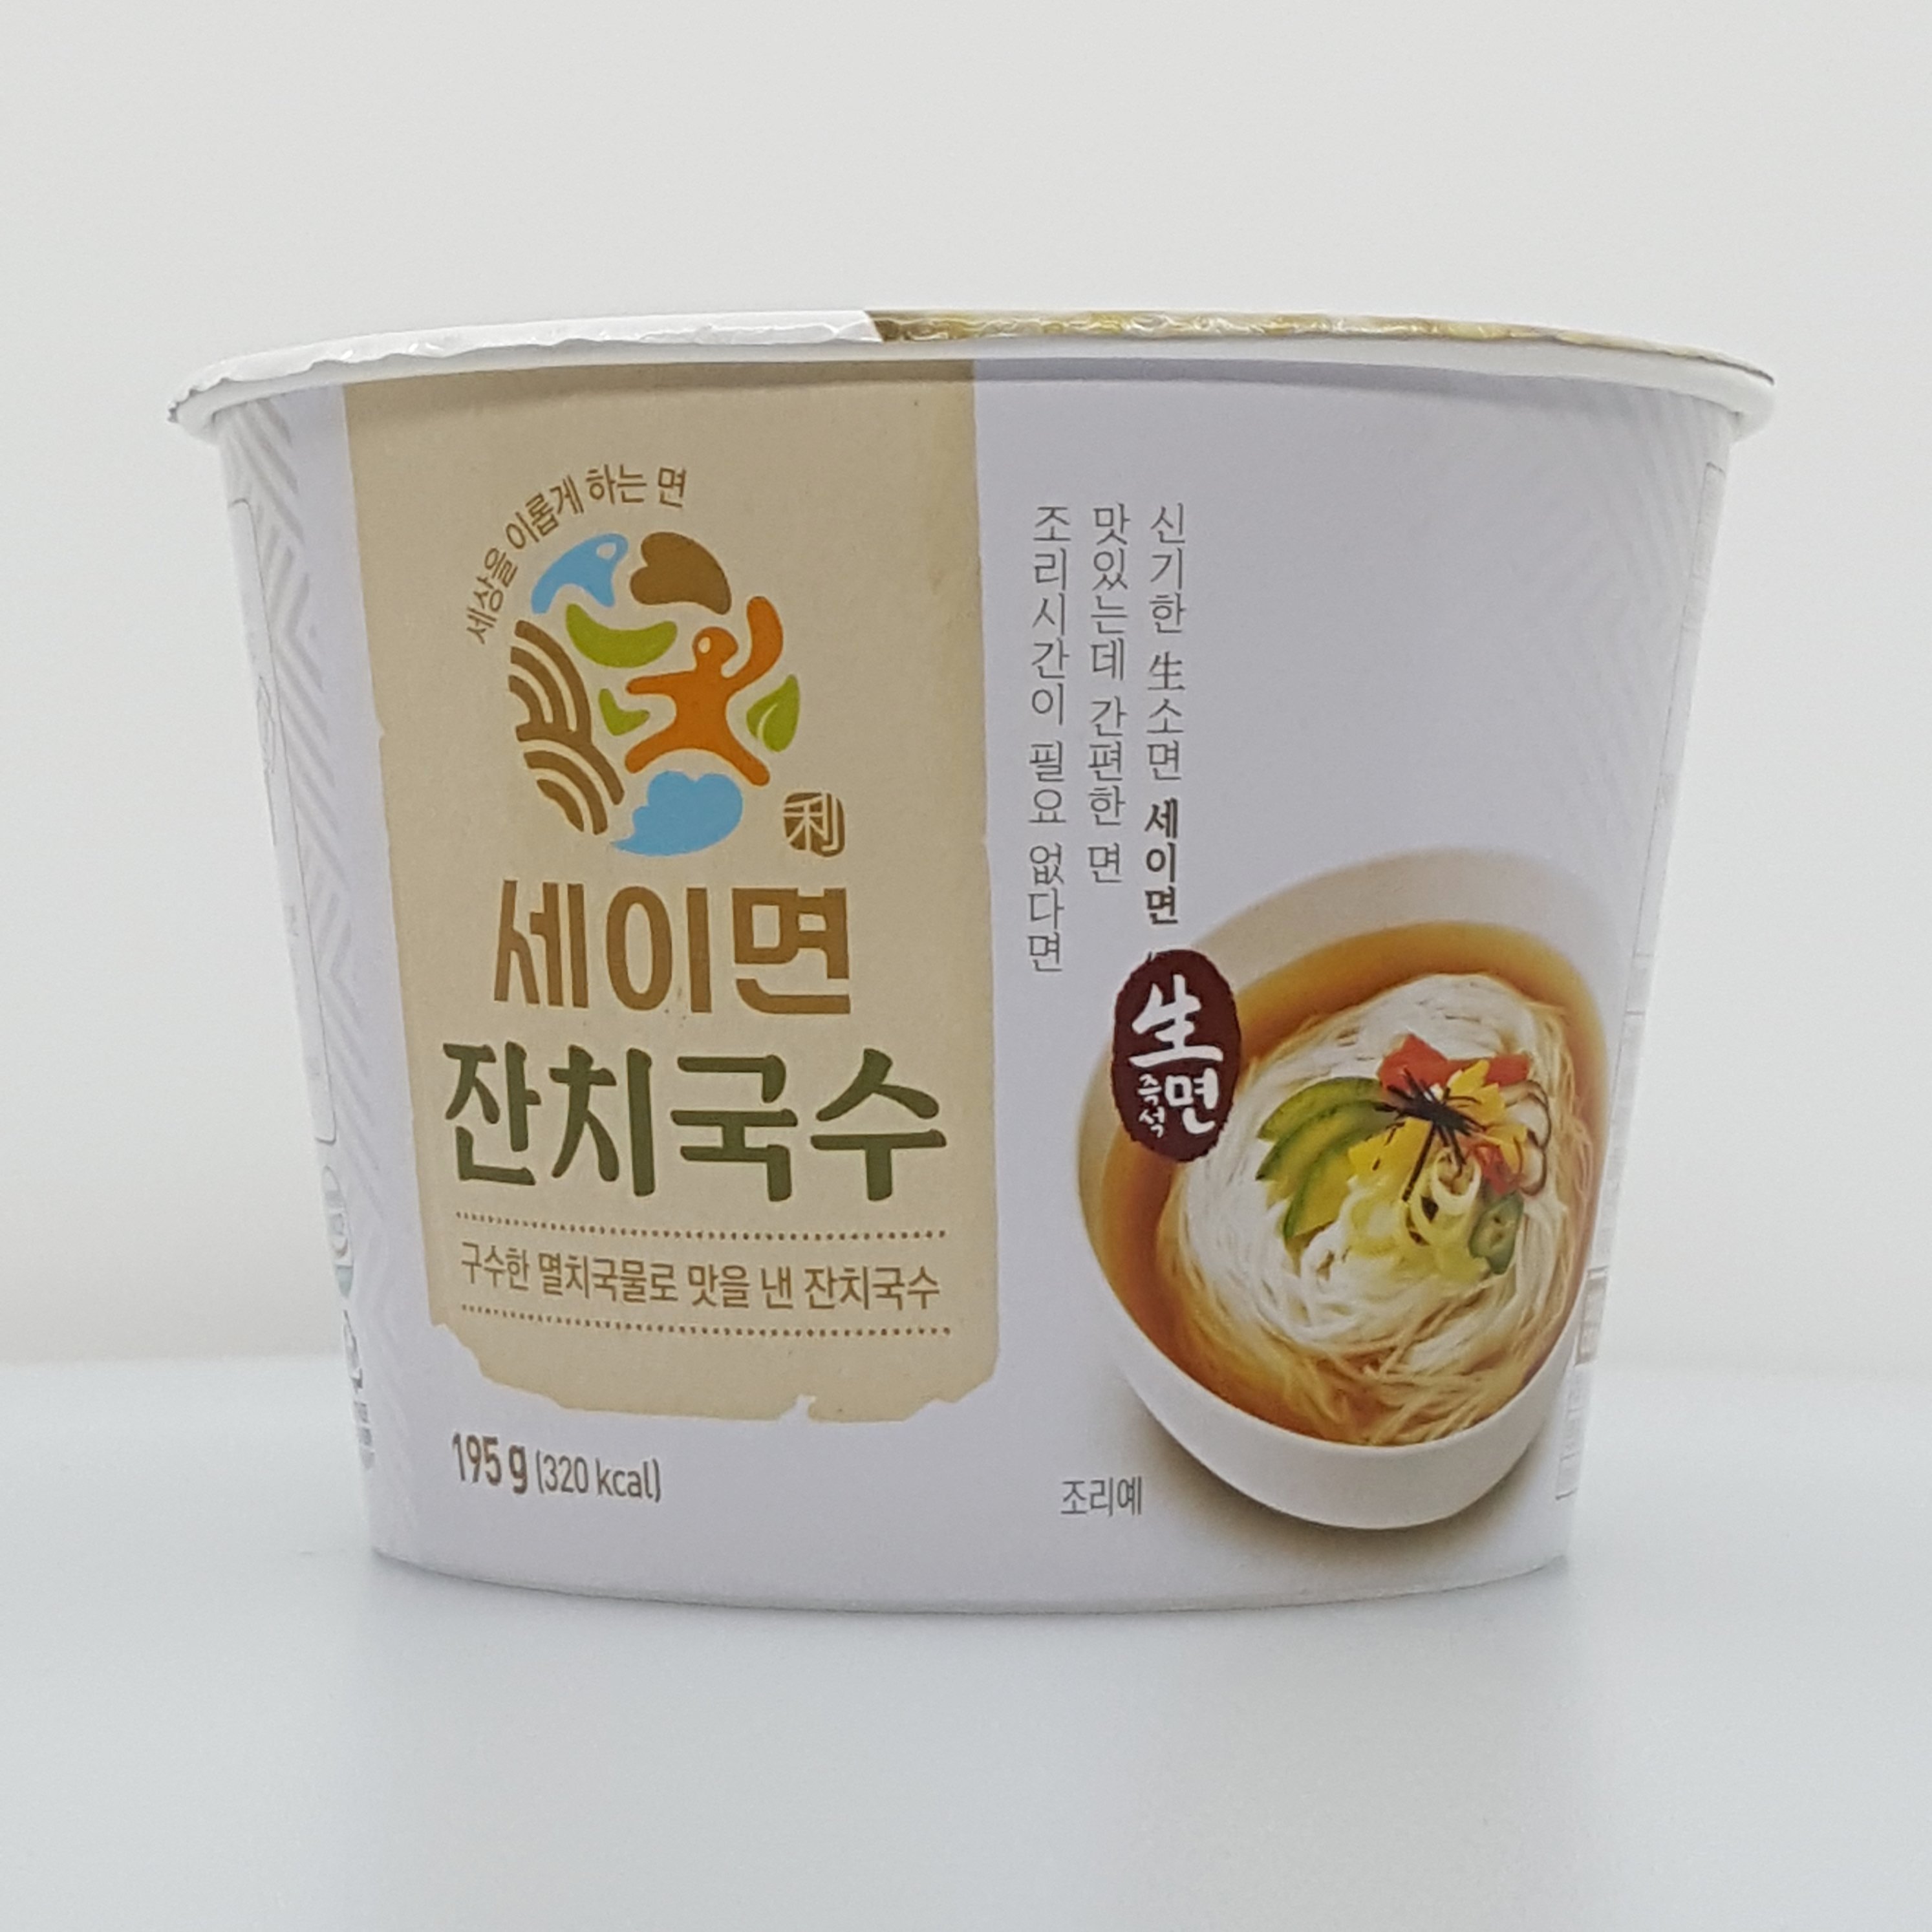 세상을 이롭게 하는 면
利
세이면
잔치국수
구수한 멸치국물로 맛을 낸 잔치국수
195 g (320 kcal)
조리시간이 필요 없다면
맛있는데 간편한 면
신기한 生소면 세이면
生
즉석
면
조리예